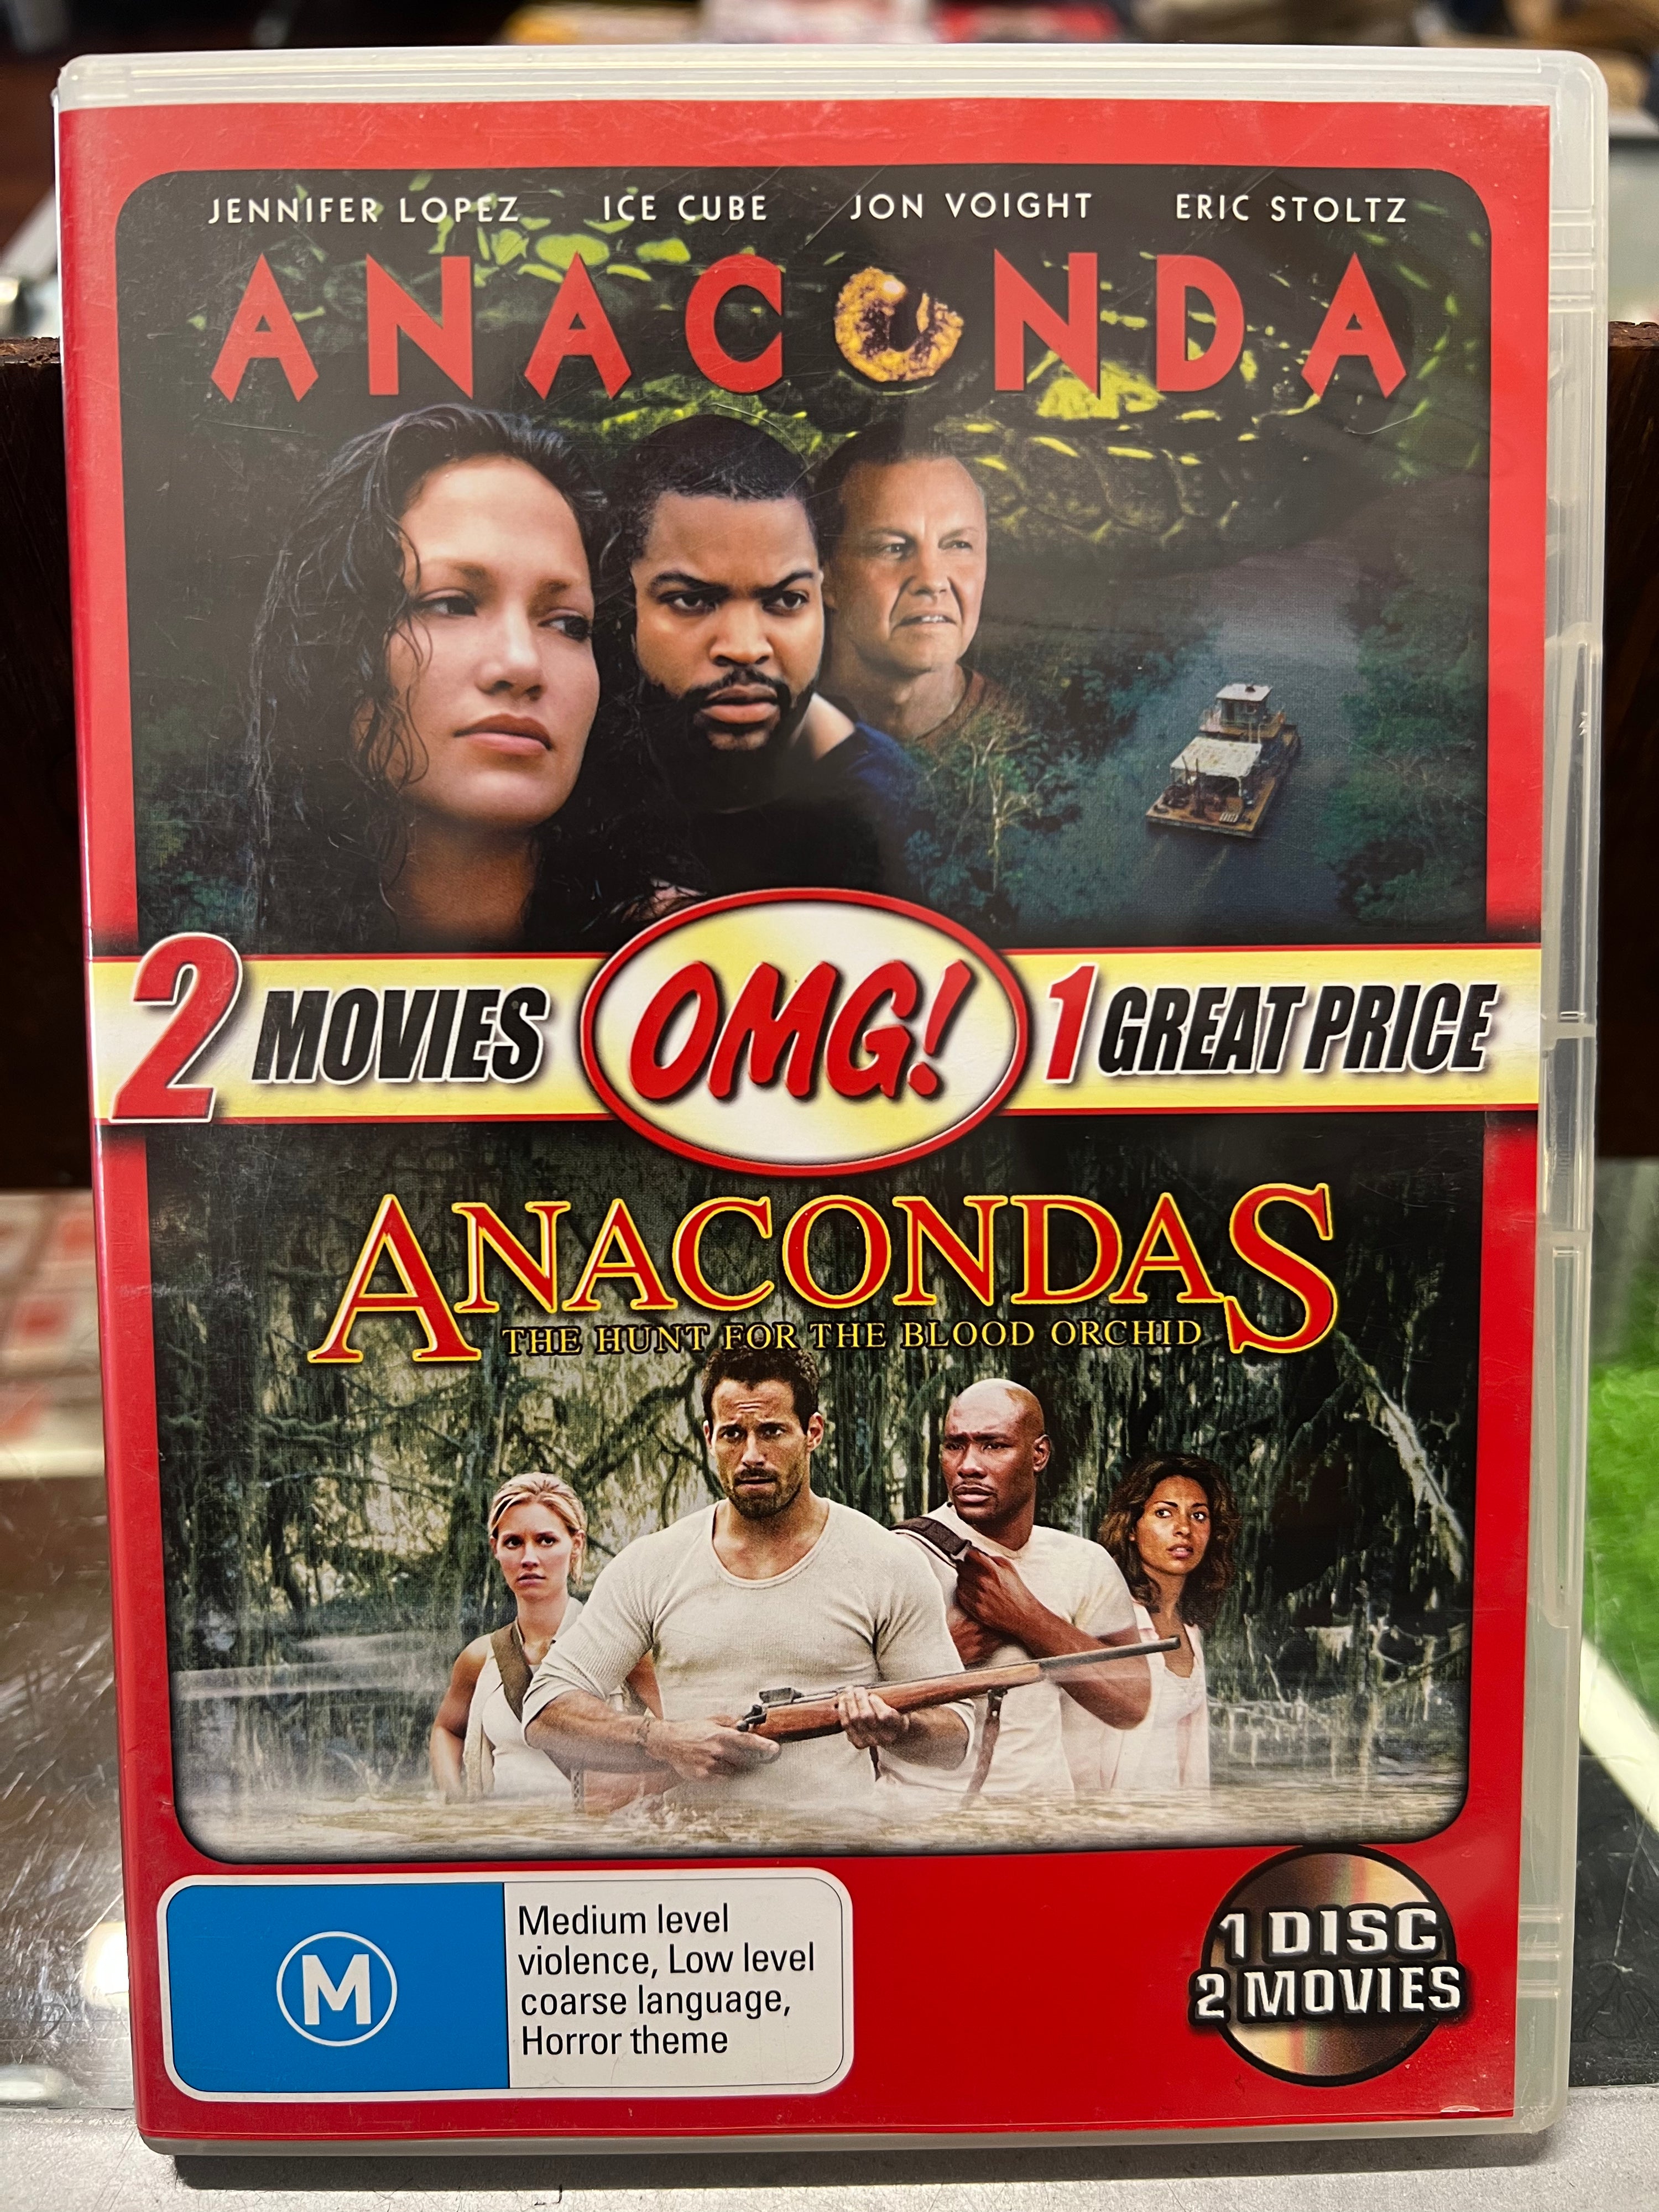 JENNIFER LOPEZ ICE CUBE JON VOIGHT ERIC STOLTZ
ANACONDA
2 MOVIES OMG! 1 GREAT PRICE
ANACONDAS
THE HUNT FOR THE BLOOD ORCHID
M
Medium level
violence, Low level
coarse language,
Horror theme
1 DISC
2 MOVIES